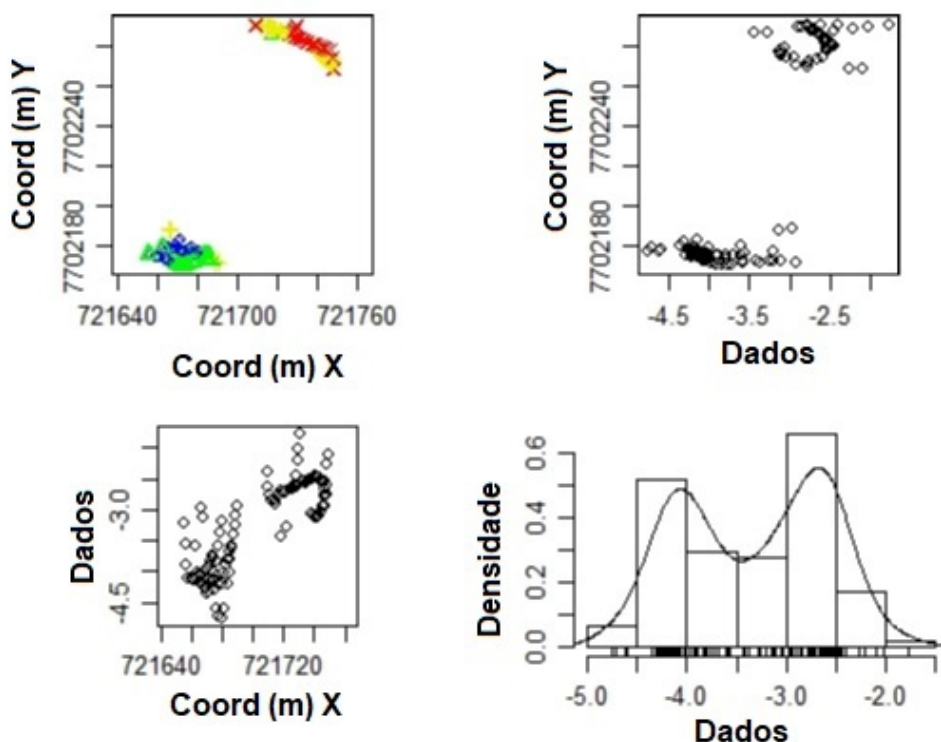 Coord (m) Y
7702240
7702180
721640
721700
721760
Coord (m) X
Coord (m) Y
7702240
7702180
-4.5
-3.5
-2.5
Dados
Dados
-3.0
-4.5
721640
721720
Coord (m) X
Densidade
0.6
0.4
0.2
0.0
-5.0
-4.0
-3.0
-2.0
Dados